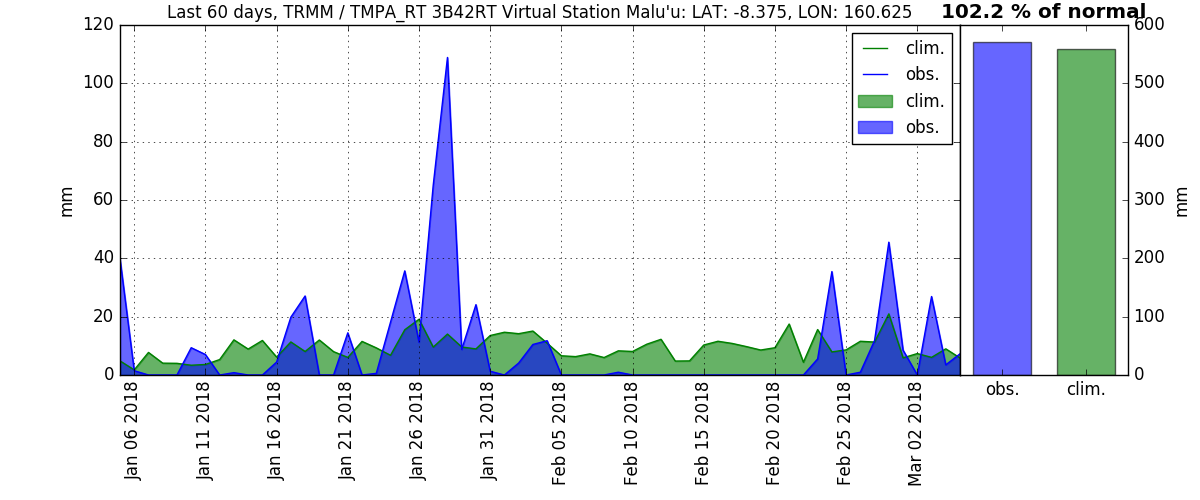 Last 60 days, TRMM / TMPA_RT 3B42RT Virtual Station Malu'u: LAT: -8.375, LON: 160.625
102.2 % of normal
120
100
80
60
40
20
0
mm
clim.
obs.
clim.
obs.
Jan 06 2018
Jan 11 2018
Jan 16 2018
Jan 21 2018
Jan 26 2018
Jan 31 2018
Feb 05 2018
Feb 10 2018
Feb 15 2018
Feb 20 2018
Feb 25 2018
Mar 02 2018
600
500
400
300
200
100
0
mm
obs.
clim.